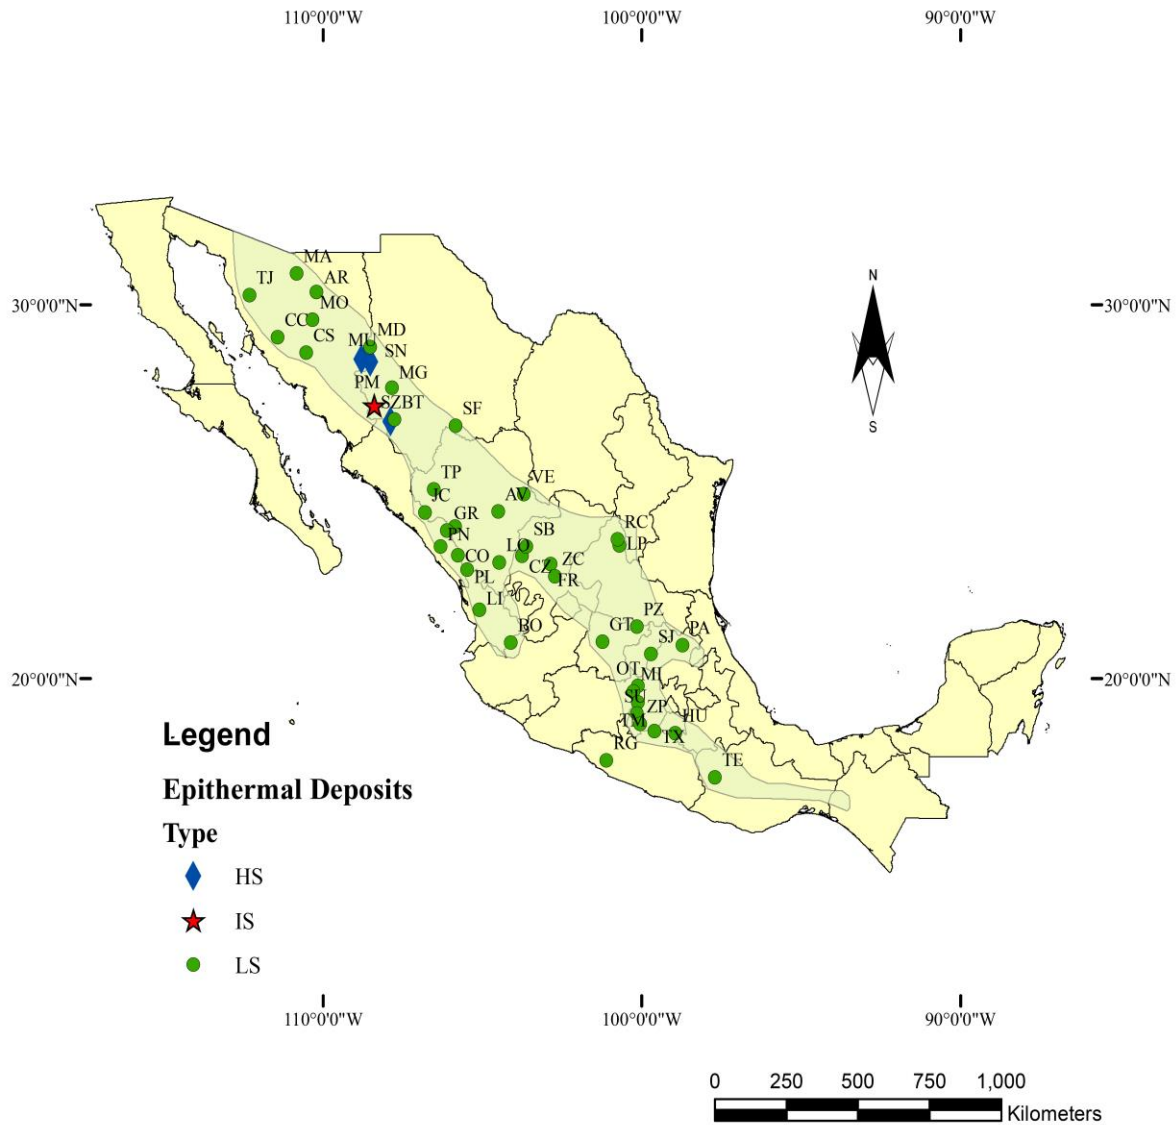 110°0'0"W 100°0'0"W 90°0'0"W
N
S
30°0'0"N 30°0'0"N
MA
TJ AR
MO
CC CS
MU MD
SN
PM MG
SZ BT
SF
TP
JC AV VE
GR
PN SB RC
CO LO CZ ZC LP
PL FR
LI
BO GT PZ
SJ PA
20°0'0"N 20°0'0"N
OT MI
SU ZP
TM TX HU
RG
TE
Legend
Epithermal Deposits
Type
HS
IS
LS
110°0'0"W 100°0'0"W 90°0'0"W
0 250 500 750 1,000
Kilometers